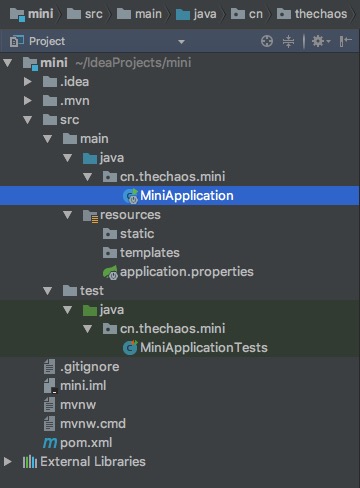 mini src main java cn thechaos
Project
mini ~/IdeaProjects/mini
.idea
.mvn
src
main
java
cn.thechaos.mini
MiniApplication
resources
static
templates
application.properties
test
java
cn.thechaos.mini
MiniApplicationTests
.gitignore
mini.iml
mvnw
mvnw.cmd
pom.xml
External Libraries